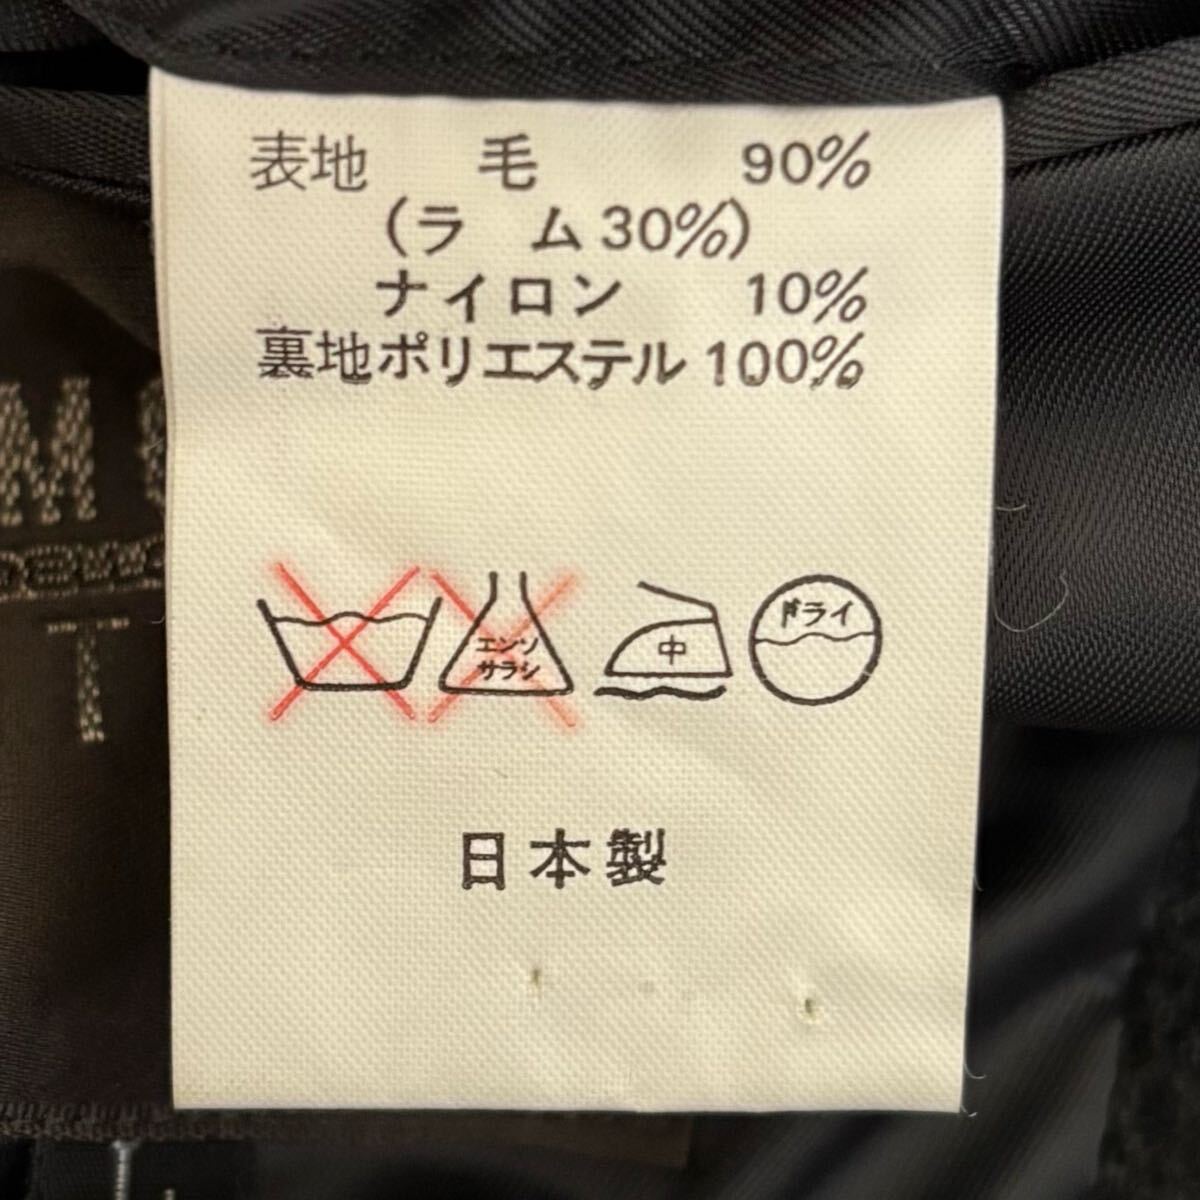 表地 毛 90%
(ラ ム 30%)
ナイロン 10%
裏地ポリエステル 100%
エンソ
サラシ
中
ドライ
日本製
T